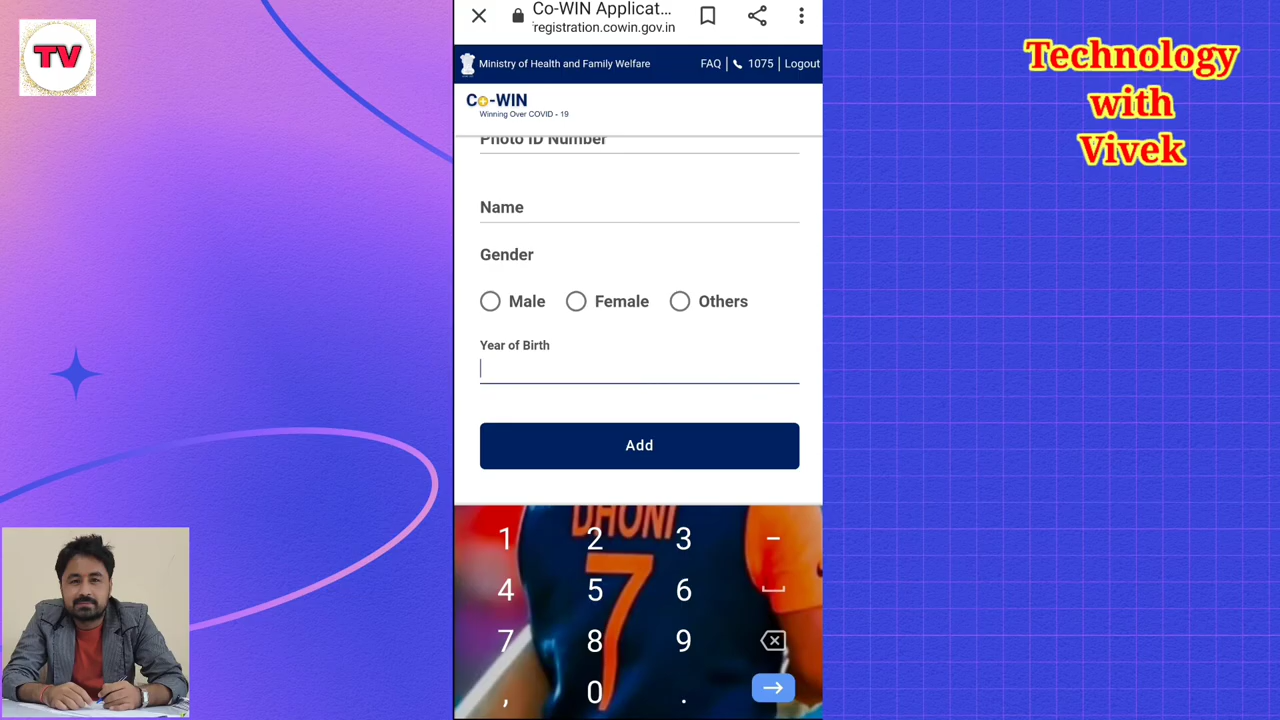 TV
Technology
with
Vivek
Co-WIN Applicat...
registration.cowin.gov.in
Ministry of Health and Family Welfare FAQ | 1075 | Logout
Co-WIN
Winning Over COVID - 19
Photo ID Number
Name
Gender
Male Female Others
Year of Birth
Add
DHONI
7
1 2 3 -
4 5 6
7 8 9
, 0 .